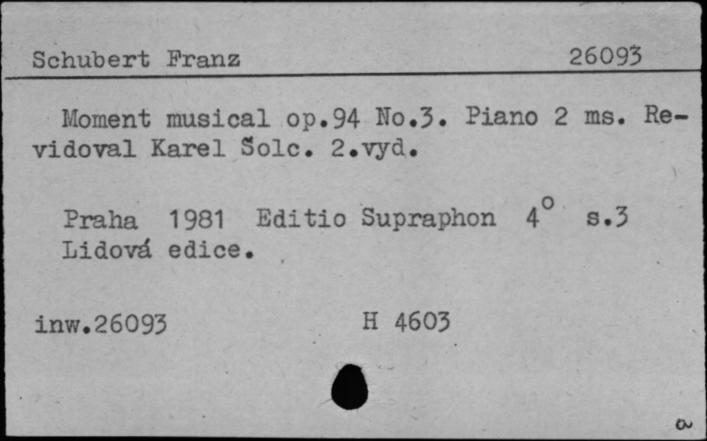 Schubert Franz 26093
Moment musical op.94 No.3. Piano 2 ms. Re-
vidoval Karel Šolc. 2.vyd.
Praha 1981 Editio Supraphon 4° s.3
Lidová edice.
inw.26093 H 4603